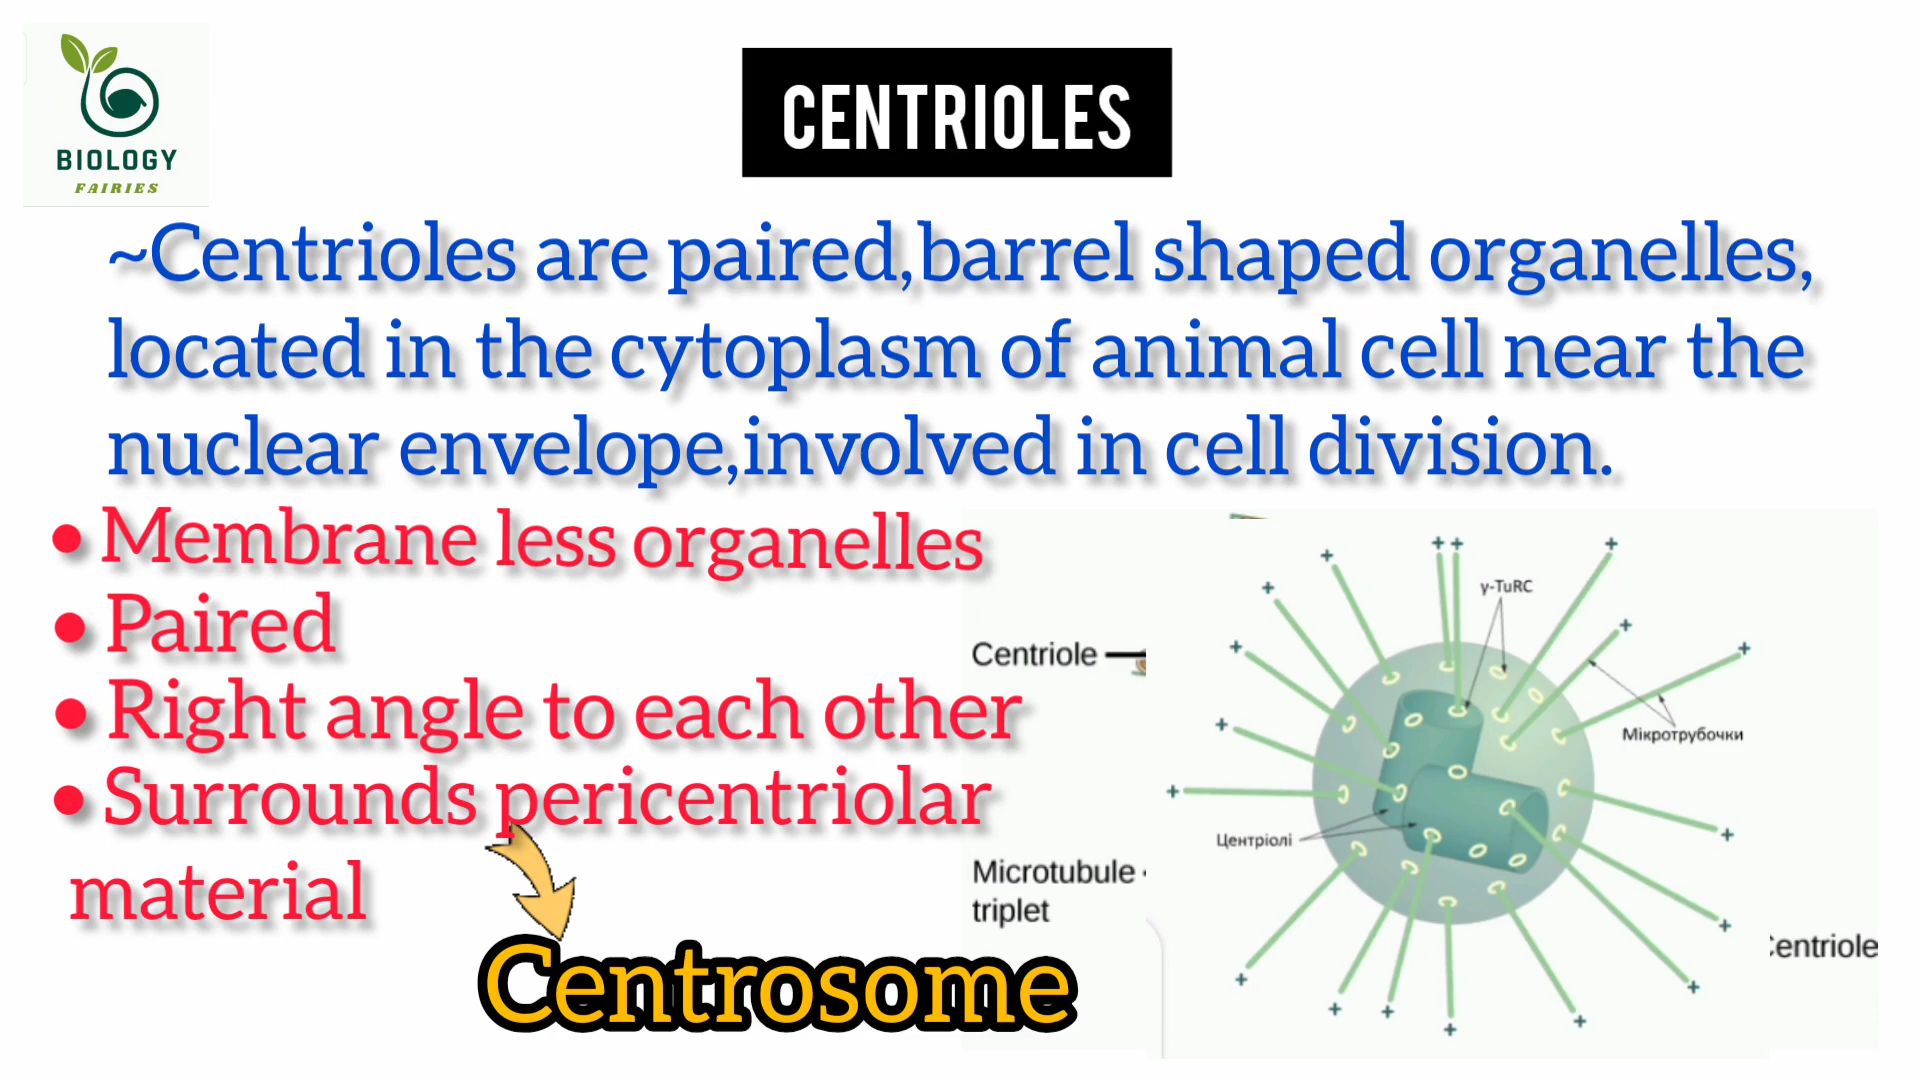 BIOLOGY
FAIRIES
CENTRIOLES
~Centrioles are paired,barrel shaped organelles,
located in the cytoplasm of animal cell near the
nuclear envelope,involved in cell division.
• Membrane less organelles
• Paired
• Right angle to each other
• Surrounds pericentriolar
material
Centrosome
Centriole
Microtubule
triplet
γ-TuRC
Мікротрубочки
Центріолі
entriole
+ + + + + + + + + + + + + + + + + + + +